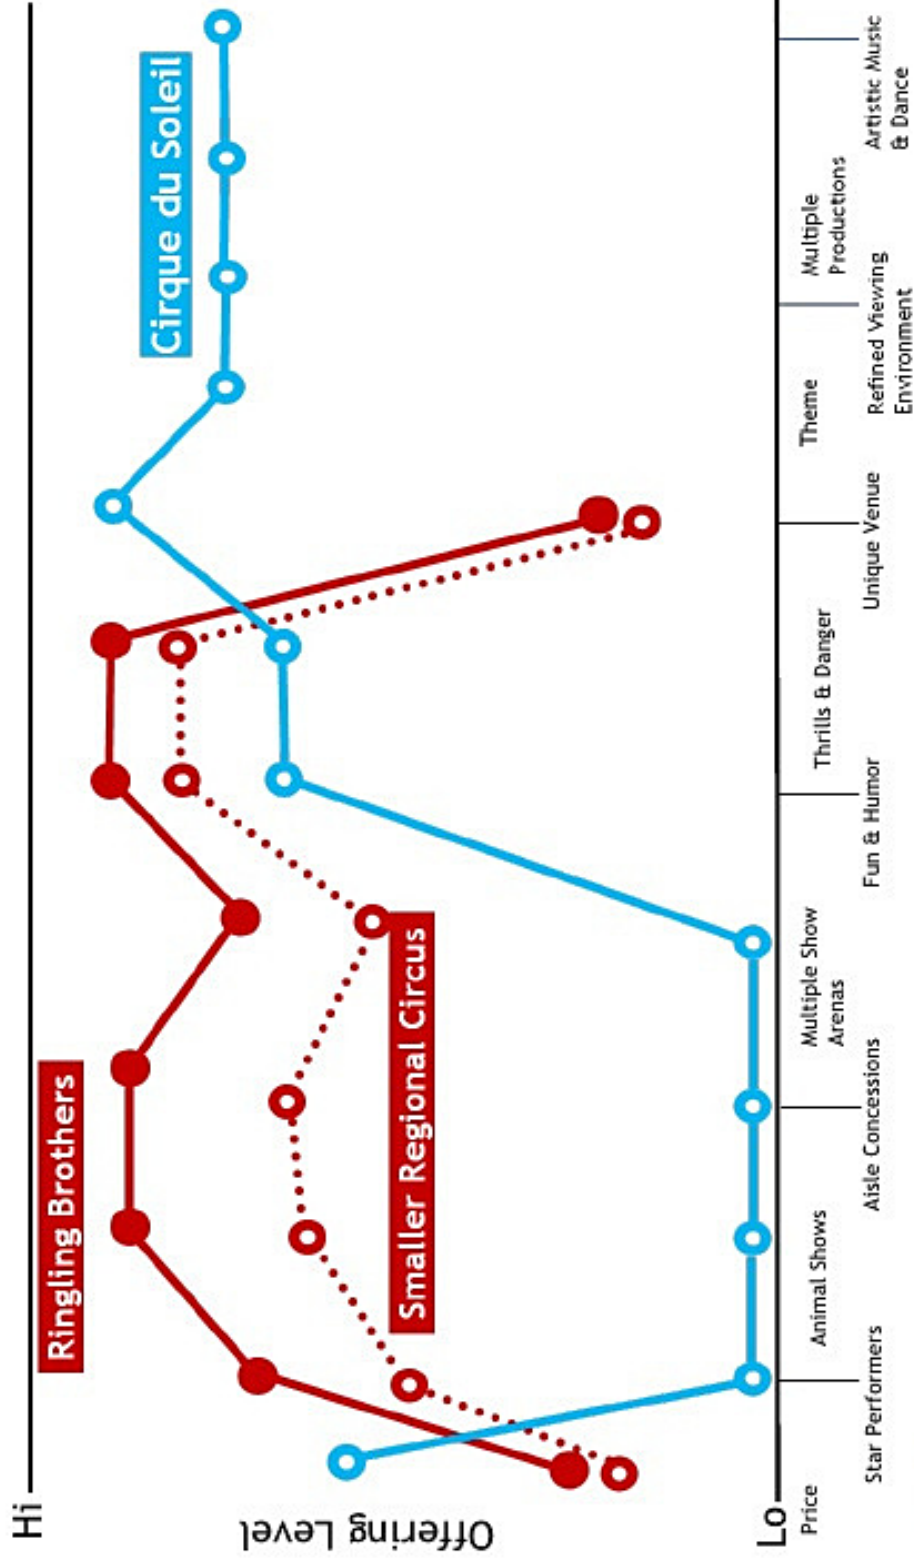 Hi
Offering Level
Lo
Ringling Brothers
Smaller Regional Circus
Cirque du Soleil
Price
Star Performers
Animal Shows
Aisle Concessions
Multiple Show
Arenas
Fun & Humor
Thrills & Danger
Unique Venue
Theme
Refined Viewing
Environment
Multiple
Productions
Artistic Music
& Dance